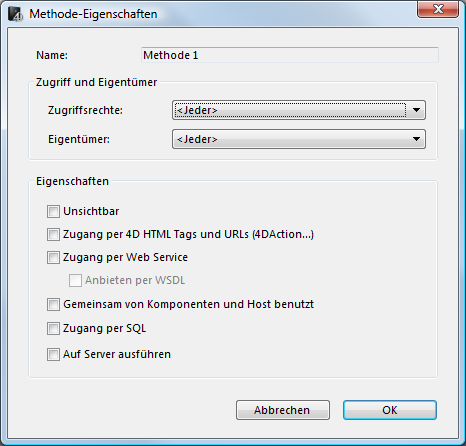 Methode-Eigenschaften
Name: Methode 1
Zugriff und Eigentümer
Zugriffsrechte: <Jeder>
Eigentümer: <Jeder>
Eigenschaften
Unsichtbar
Zugang per 4D HTML Tags und URLs (4DAction...)
Zugang per Web Service
Anbieten per WSDL
Gemeinsam von Komponenten und Host benutzt
Zugang per SQL
Auf Server ausführen
Abbrechen OK